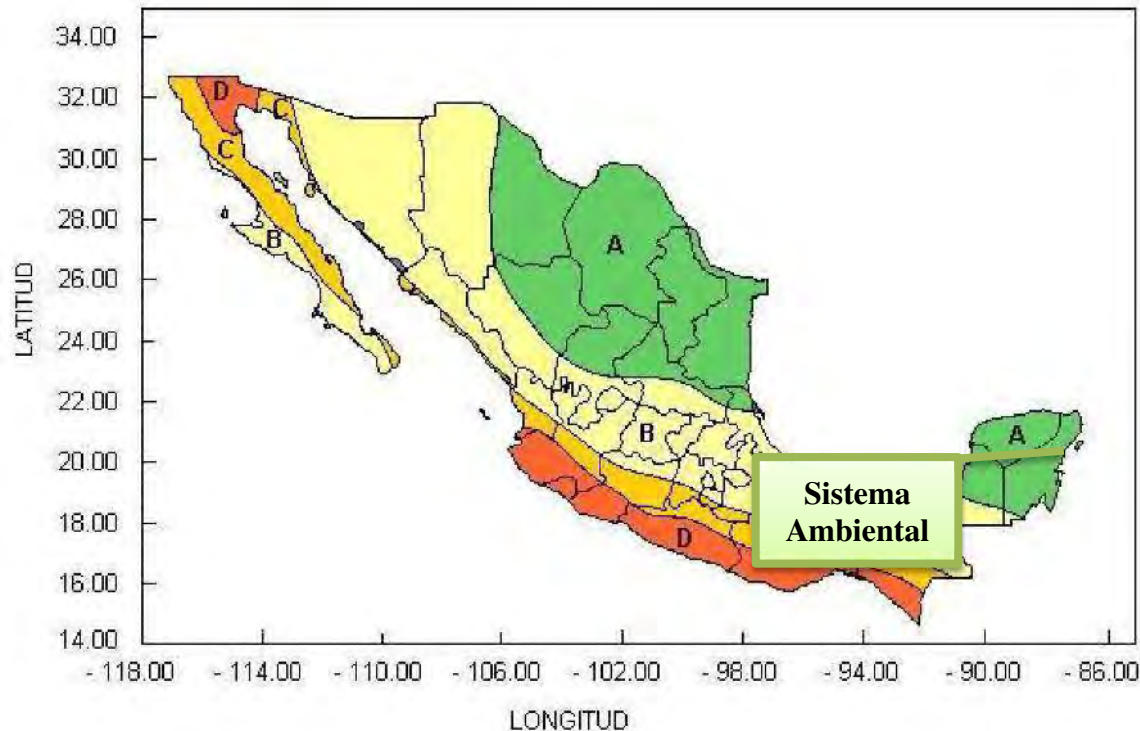 34.00
32.00
30.00
28.00
26.00
24.00
22.00
20.00
18.00
16.00
14.00
LATITUD
D
C
C
B
A
A
B
D
Sistema
Ambiental
- 118.00 - 114.00 - 110.00 - 106.00 - 102.00 - 98.00 - 94.00 - 90.00 - 86.00
LONGITUD